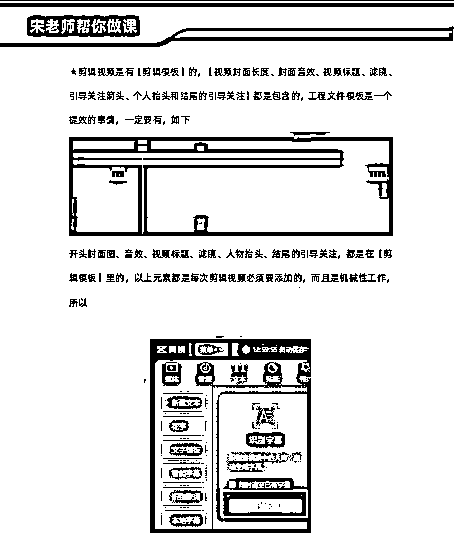 宋老师帮你做课
★剪辑视频是有【剪辑模板】的,【视频封面长度、封面音效、视频标题、滤镜、
引导关注箭头、个人抬头和结尾的引导关注】都是包含的,工程文件模板是一个
提效的事情,一定要有,如下
开头封面图、音效、视频标题、滤镜、人物抬头、结尾的引导关注,都是在【剪
辑模板】里的,以上元素都是每次剪辑视频必须要添加的,而且是机械性工作,
所以
识别字幕